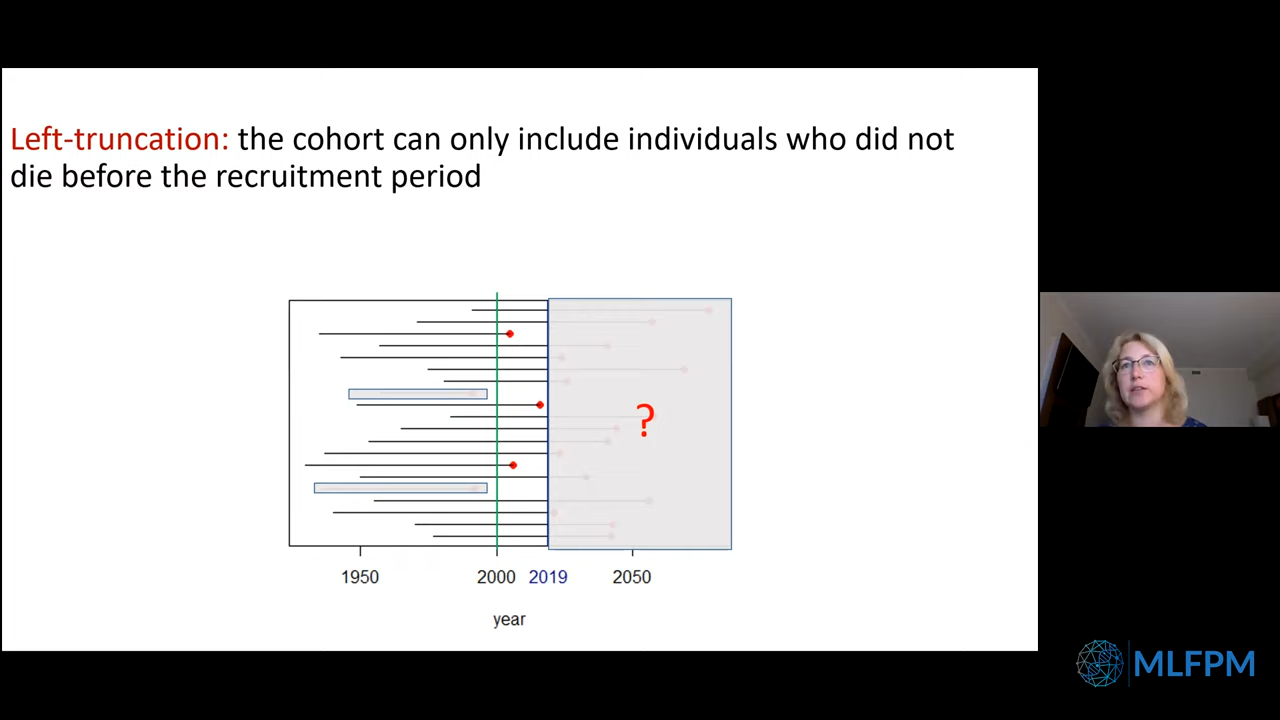 Left-truncation: the cohort can only include individuals who did not
die before the recruitment period
?
1950 2000 2019 2050
year
MLFPM